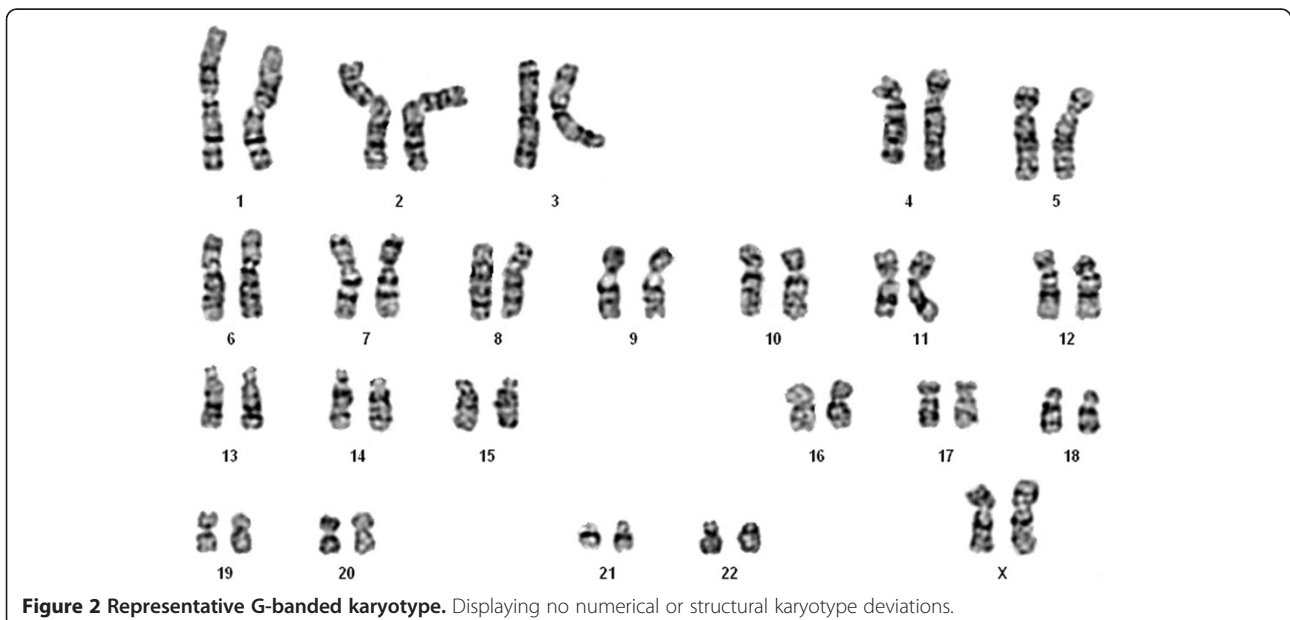 1 2 3 4 5
6 7 8 9 10 11 12
13 14 15 16 17 18
19 20 21 22 X
Figure 2 Representative G-banded karyotype. Displaying no numerical or structural karyotype deviations.